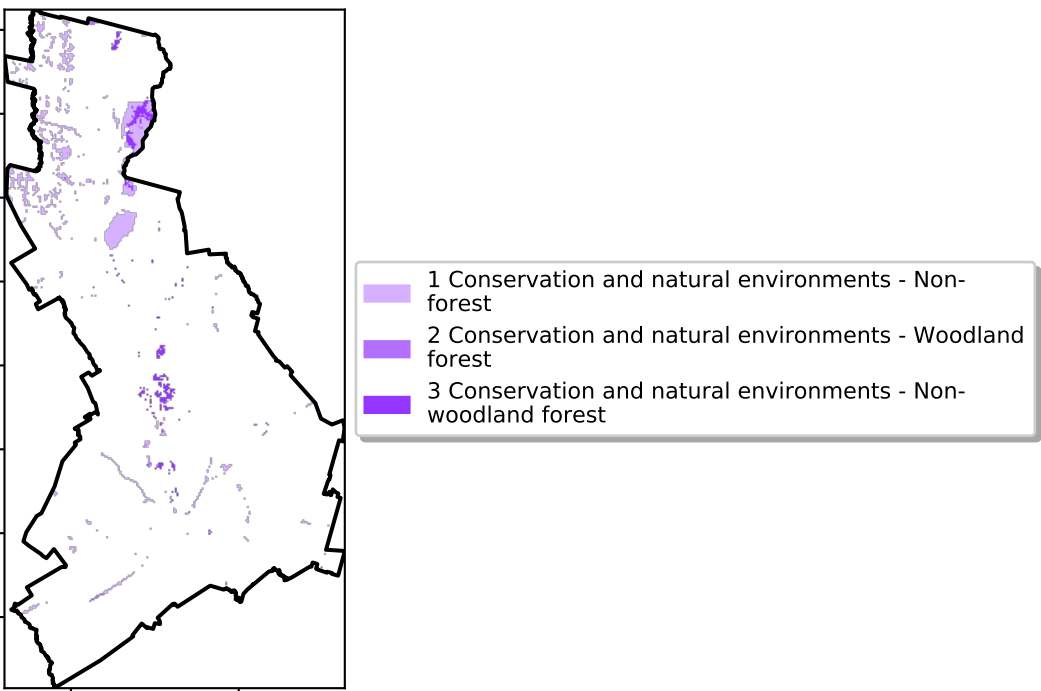 1 Conservation and natural environments - Non-
forest
2 Conservation and natural environments - Woodland
forest
3 Conservation and natural environments - Non-
woodland forest